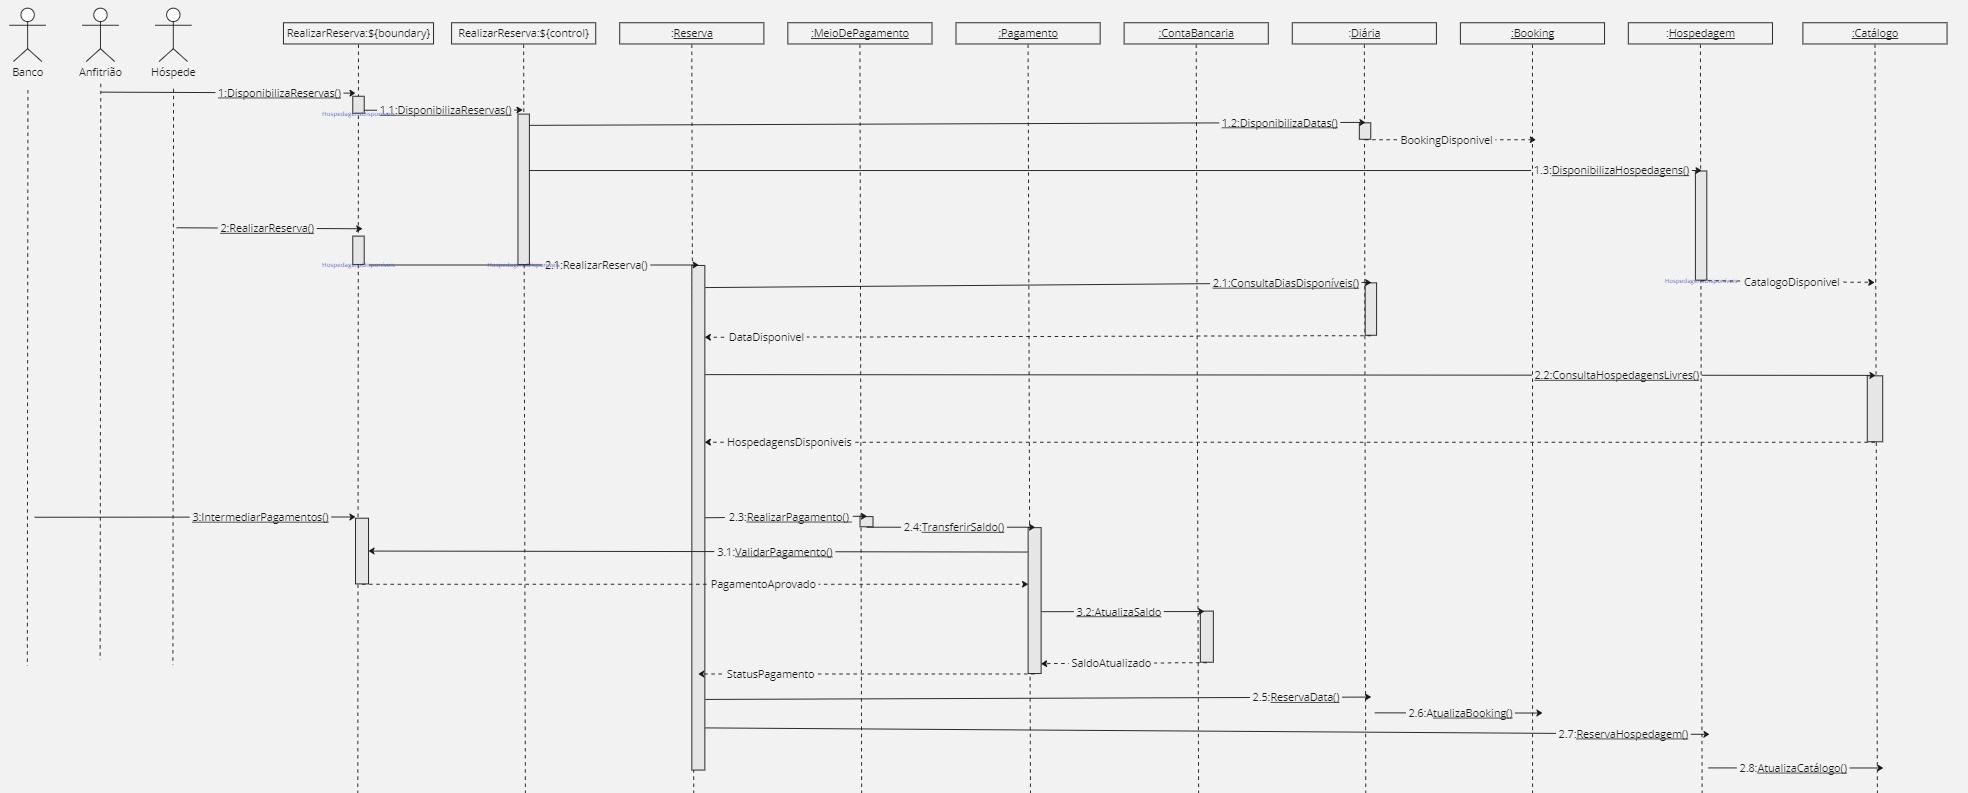 RealizarReserva:${boundary}
RealizarReserva:${control}
:Reserva
:MeioDePagamento
:Pagamento
:ContaBancaria
:Diária
:Booking
:Hospedagem
:Catálogo
Banco
Anfitrião
Hóspede
1:DisponibilizaReservas()
1.1:DisponibilizaReservas()
1.2:DisponibilizaDatas()
BookingDisponivel
1.3:DisponibilizaHospedagens()
2:RealizarReserva()
2.1:RealizarReserva()
2.1:ConsultaDiasDisponíveis()
CatalogoDisponivel
DataDisponivel
2.2:ConsultaHospedagensLivres()
HospedagensDisponiveis
3:IntermediarPagamentos()
2.3:RealizarPagamento()
2.4:TransferirSaldo()
3.1:ValidarPagamento()
PagamentoAprovado
3.2:AtualizaSaldo
SaldoAtualizado
StatusPagamento
2.5:ReservaData()
2.6:AtualizaBooking()
2.7:ReservaHospedagem()
2.8:AtualizaCatálogo()